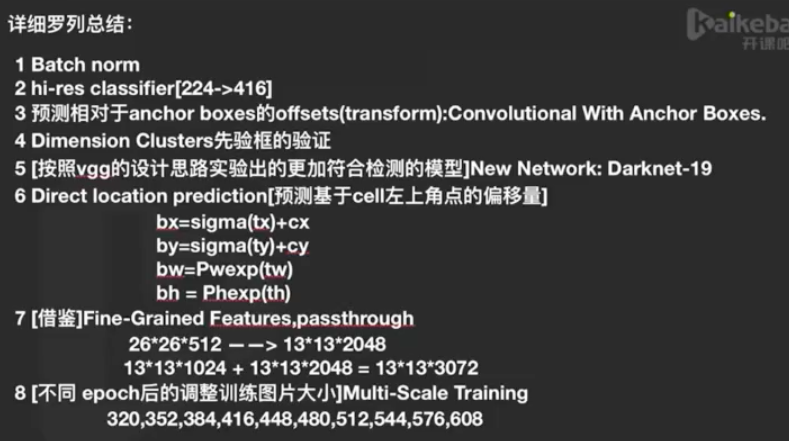 详细罗列总结：
Kaikeba
开课吧
1 Batch norm
2 hi-res classifier[224->416]
3 预测相对于anchor boxes的offsets(transform):Convolutional With Anchor Boxes.
4 Dimension Clusters先验框的验证
5 [按照vgg的设计思路实验出的更加符合检测的模型]New Network: Darknet-19
6 Direct location prediction[预测基于cell左上角点的偏移量]
bx=sigma(tx)+cx
by=sigma(ty)+cy
bw=Pwexp(tw)
bh = Phexp(th)
7 [借鉴]Fine-Grained Features,passthrough
26*26*512 ——> 13*13*2048
13*13*1024 + 13*13*2048 = 13*13*3072
8 [不同 epoch后的调整训练图片大小]Multi-Scale Training
320,352,384,416,448,480,512,544,576,608